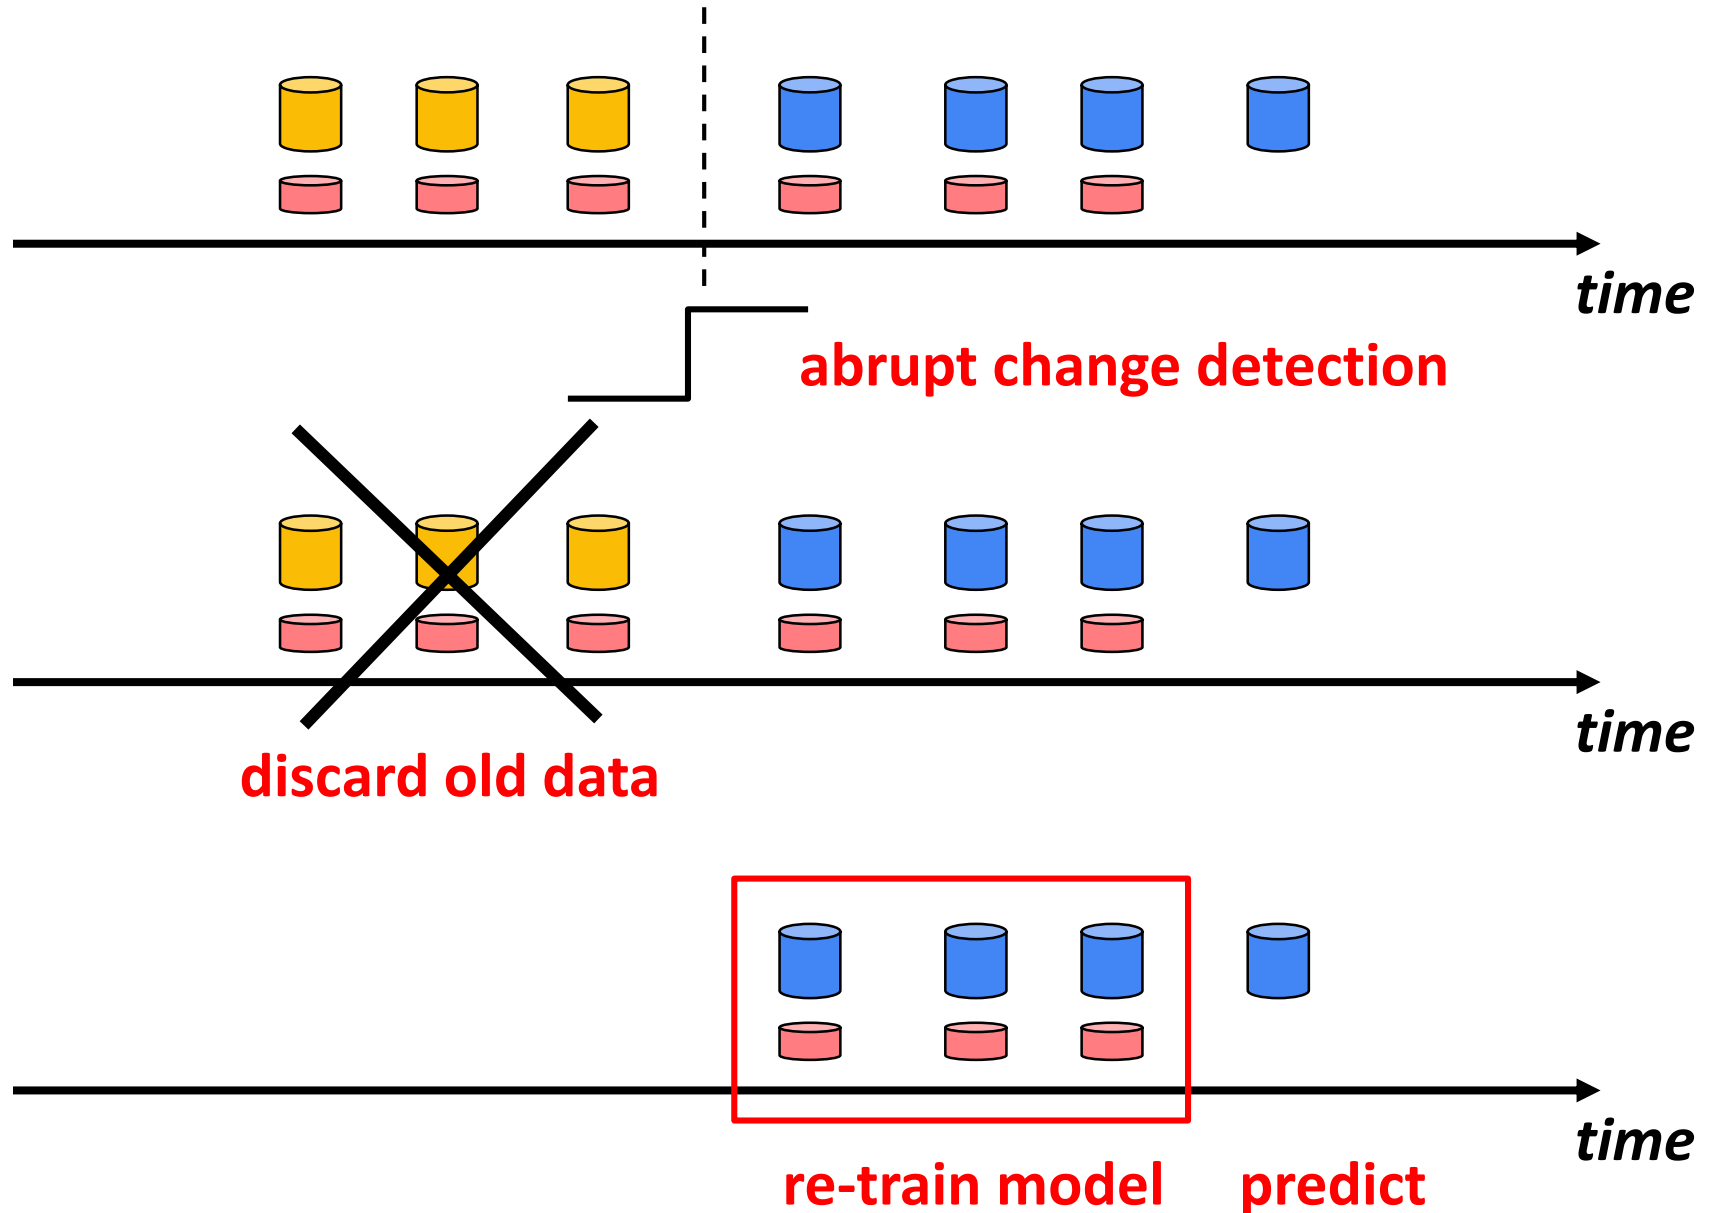 time
abrupt change detection
time
discard old data
time
re-train model
predict